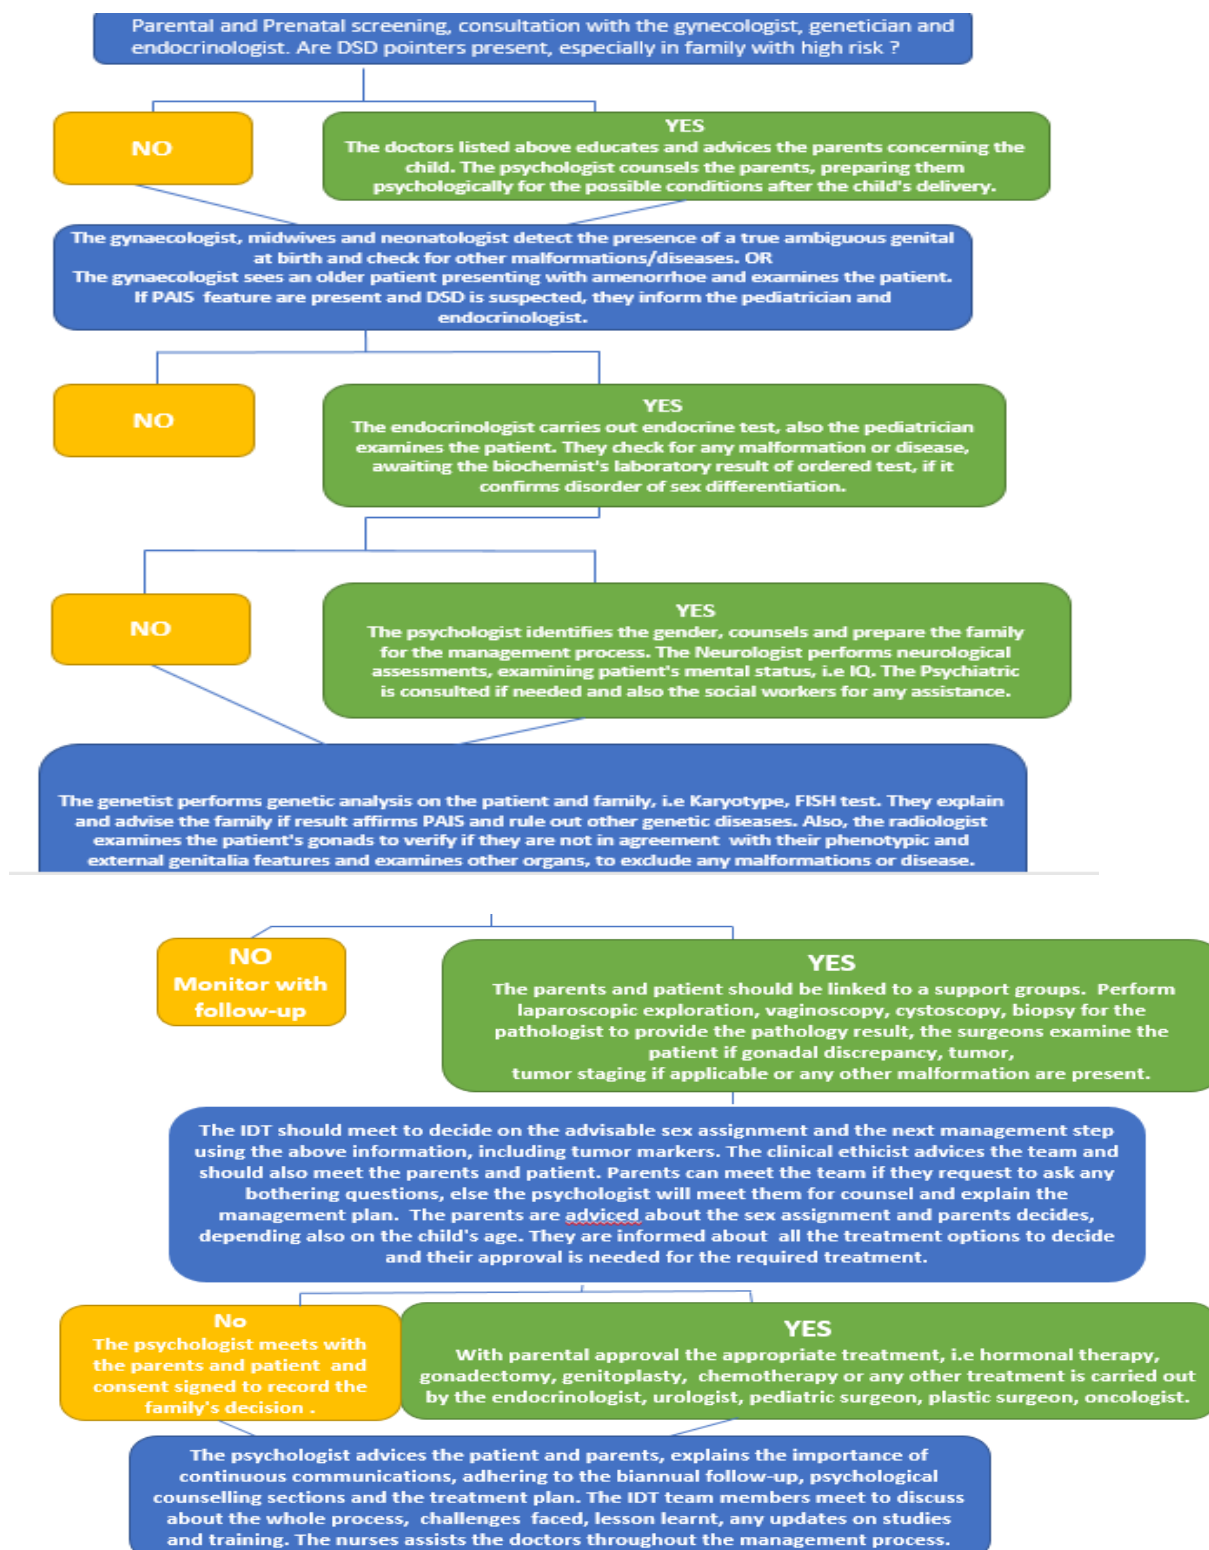 Parental and Prenatal screening, consultation with the gynecologist, genetician and
endocrinologist. Are DSD pointers present, especially in family with high risk ?
NO
YES
The doctors listed above educates and advices the parents concerning the
child. The psychologist counsels the parents, preparing them
psychologically for the possible conditions after the child's delivery.
The gynaecologist, midwives and neonatologist detect the presence of a true ambiguous genital
at birth and check for other malformations/diseases. OR
The gynaecologist sees an older patient presenting with amenorrhoe and examines the patient.
If PAIS feature are present and DSD is suspected, they inform the pediatrician and
endocrinologist.
NO
YES
The endocrinologist carries out endocrine test, also the pediatrician
examines the patient. They check for any malformation or disease,
awaiting the biochemist's laboratory result of ordered test, if it
confirms disorder of sex differentiation.
NO
YES
The psychologist identifies the gender, counsels and prepare the family
for the management process. The Neurologist performs neurological
assessments, examining patient's mental status, i.e IQ. The Psychiatric
is consulted if needed and also the social workers for any assistance.
The genetist performs genetic analysis on the patient and family, i.e Karyotype, FISH test. They explain
and advise the family if result affirms PAIS and rule out other genetic diseases. Also, the radiologist
examines the patient's gonads to verify if they are not in agreement with their phenotypic and
external genitalia features and examines other organs, to exclude any malformations or disease.
NO
Monitor with
follow-up
YES
The parents and patient should be linked to a support groups. Perform
laparoscopic exploration, vaginoscopy, cystoscopy, biopsy for the
pathologist to provide the pathology result, the surgeons examine the
patient if gonadal discrepancy, tumor,
tumor staging if applicable or any other malformation are present.
The IDT should meet to decide on the advisable sex assignment and the next management step
using the above information, including tumor markers. The clinical ethicist advices the team and
should also meet the parents and patient. Parents can meet the team if they request to ask any
bothering questions, else the psychologist will meet them for counsel and explain the
management plan. The parents are adviced about the sex assignment and parents decides,
depending also on the child's age. They are informed about all the treatment options to decide
and their approval is needed for the required treatment.
No
The psychologist meets with
the parents and patient and
consent signed to record the
family's decision .
YES
With parental approval the appropriate treatment, i.e hormonal therapy,
gonadectomy, genitoplasty, chemotherapy or any other treatment is carried out
by the endocrinologist, urologist, pediatric surgeon, plastic surgeon, oncologist.
The psychologist advices the patient and parents, explains the importance of
continuous communications, adhering to the biannual follow-up, psychological
counselling sections and the treatment plan. The IDT team members meet to discuss
about the whole process, challenges faced, lesson learnt, any updates on studies
and training. The nurses assists the doctors throughout the management process.